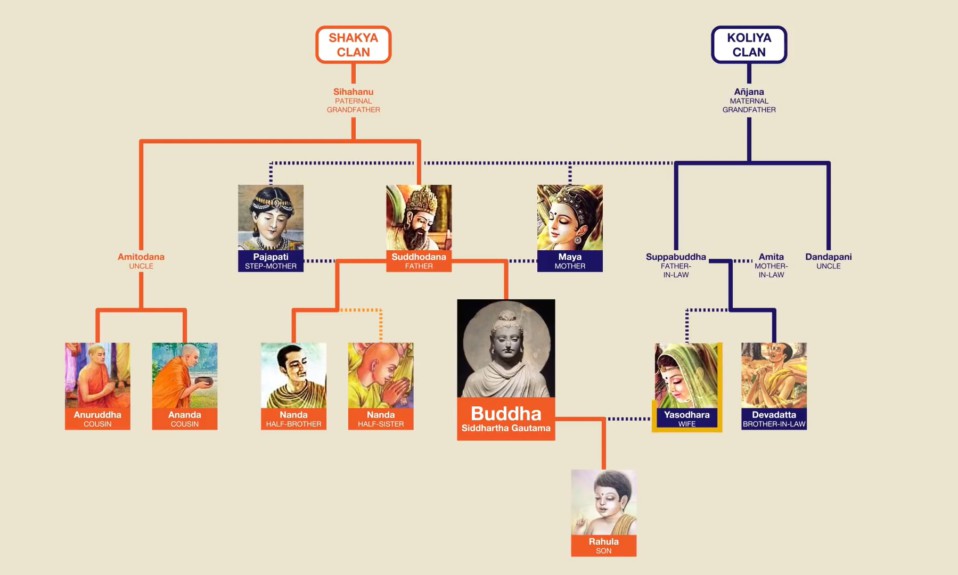 SHAKYA
CLAN
KOLIYA
CLAN
Sihahanu
PATERNAL
GRANDFATHER
Añjana
MATERNAL
GRANDFATHER
Amitodana
UNCLE
Pajapati
STEP-MOTHER
Suddhodana
FATHER
Maya
MOTHER
Suppabuddha
FATHER-
IN-LAW
Amita
MOTHER-
IN-LAW
Dandapani
UNCLE
Anuruddha
COUSIN
Ananda
COUSIN
Nanda
HALF-BROTHER
Nanda
HALF-SISTER
Buddha
Siddhartha Gautama
Yasodhara
WIFE
Devadatta
BROTHER-IN-LAW
Rahula
SON